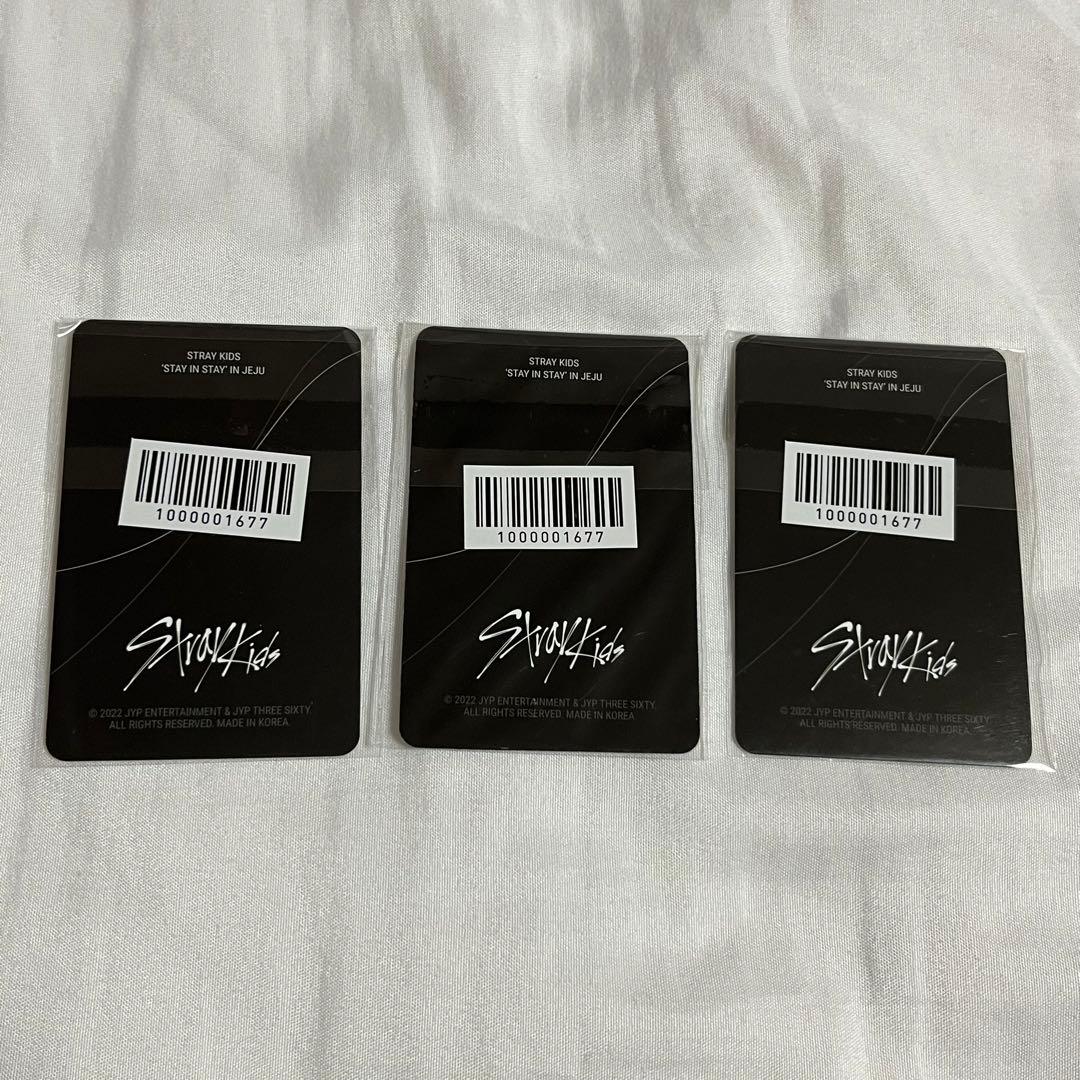 STRAY KIDS
'STAY IN STAY' IN JEJU
1000001677
Stray Kids
© 2022 JYP ENTERTAINMENT & JYP THREE SIXTY.
ALL RIGHTS RESERVED. MADE IN KOREA.
STRAY KIDS
'STAY IN STAY' IN JEJU
1000001677
Stray Kids
© 2022 JYP ENTERTAINMENT & JYP THREE SIXTY.
ALL RIGHTS RESERVED. MADE IN KOREA.
STRAY KIDS
'STAY IN STAY' IN JEJU
1000001677
Stray Kids
© 2022 JYP ENTERTAINMENT & JYP THREE SIXTY.
ALL RIGHTS RESERVED. MADE IN KOREA.